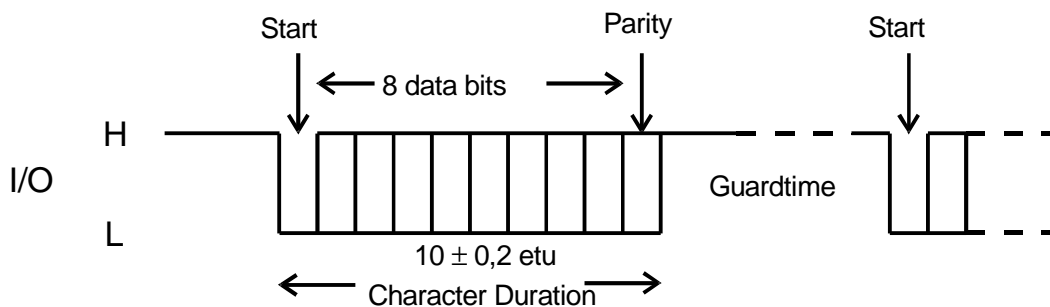 Start
Parity
Start
8 data bits
H
I/O
Guardtime
L
10 ± 0,2 etu
Character Duration